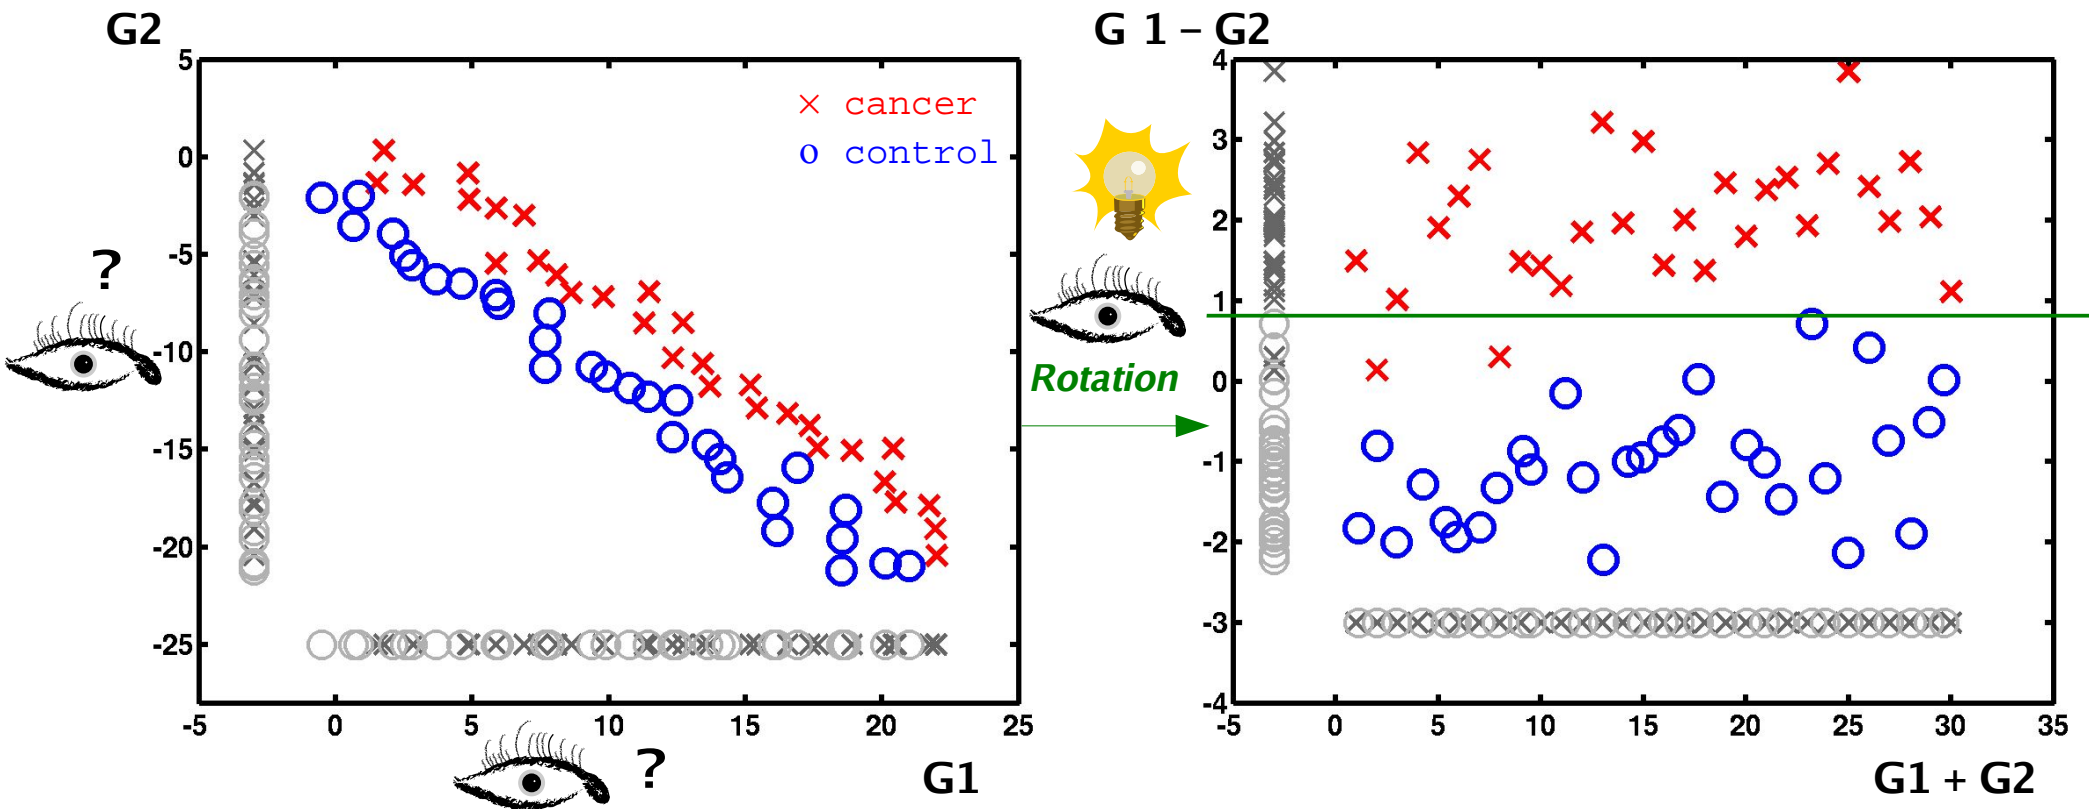 G2
5
0
-5
-10
-15
-20
-25
-5 0 5 10 15 20 25
G1
× cancer
o control
?
?
Rotation
G 1 – G2
4
3
2
1
0
-1
-2
-3
-4
-5 0 5 10 15 20 25 30 35
G1 + G2